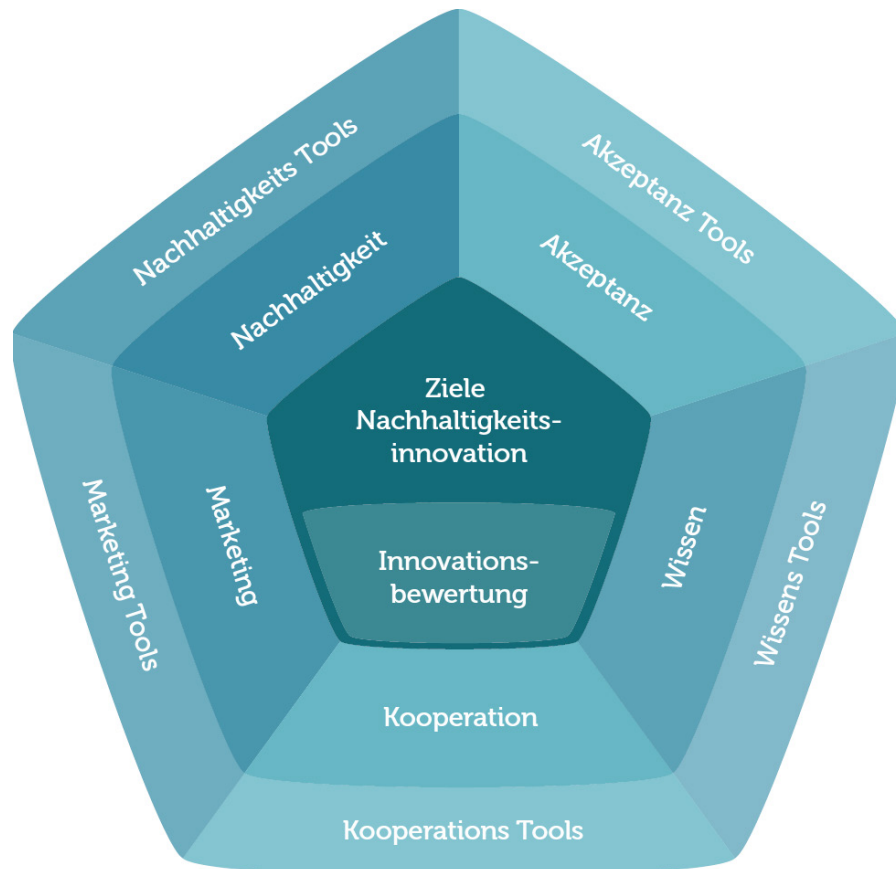 Nachhaltigkeits Tools
Akzeptanz Tools
Nachhaltigkeit
Akzeptanz
Ziele
Nachhaltigkeits-
innovation
Innovations-
bewertung
Marketing Tools
Marketing
Wissen
Wissens Tools
Kooperation
Kooperations Tools